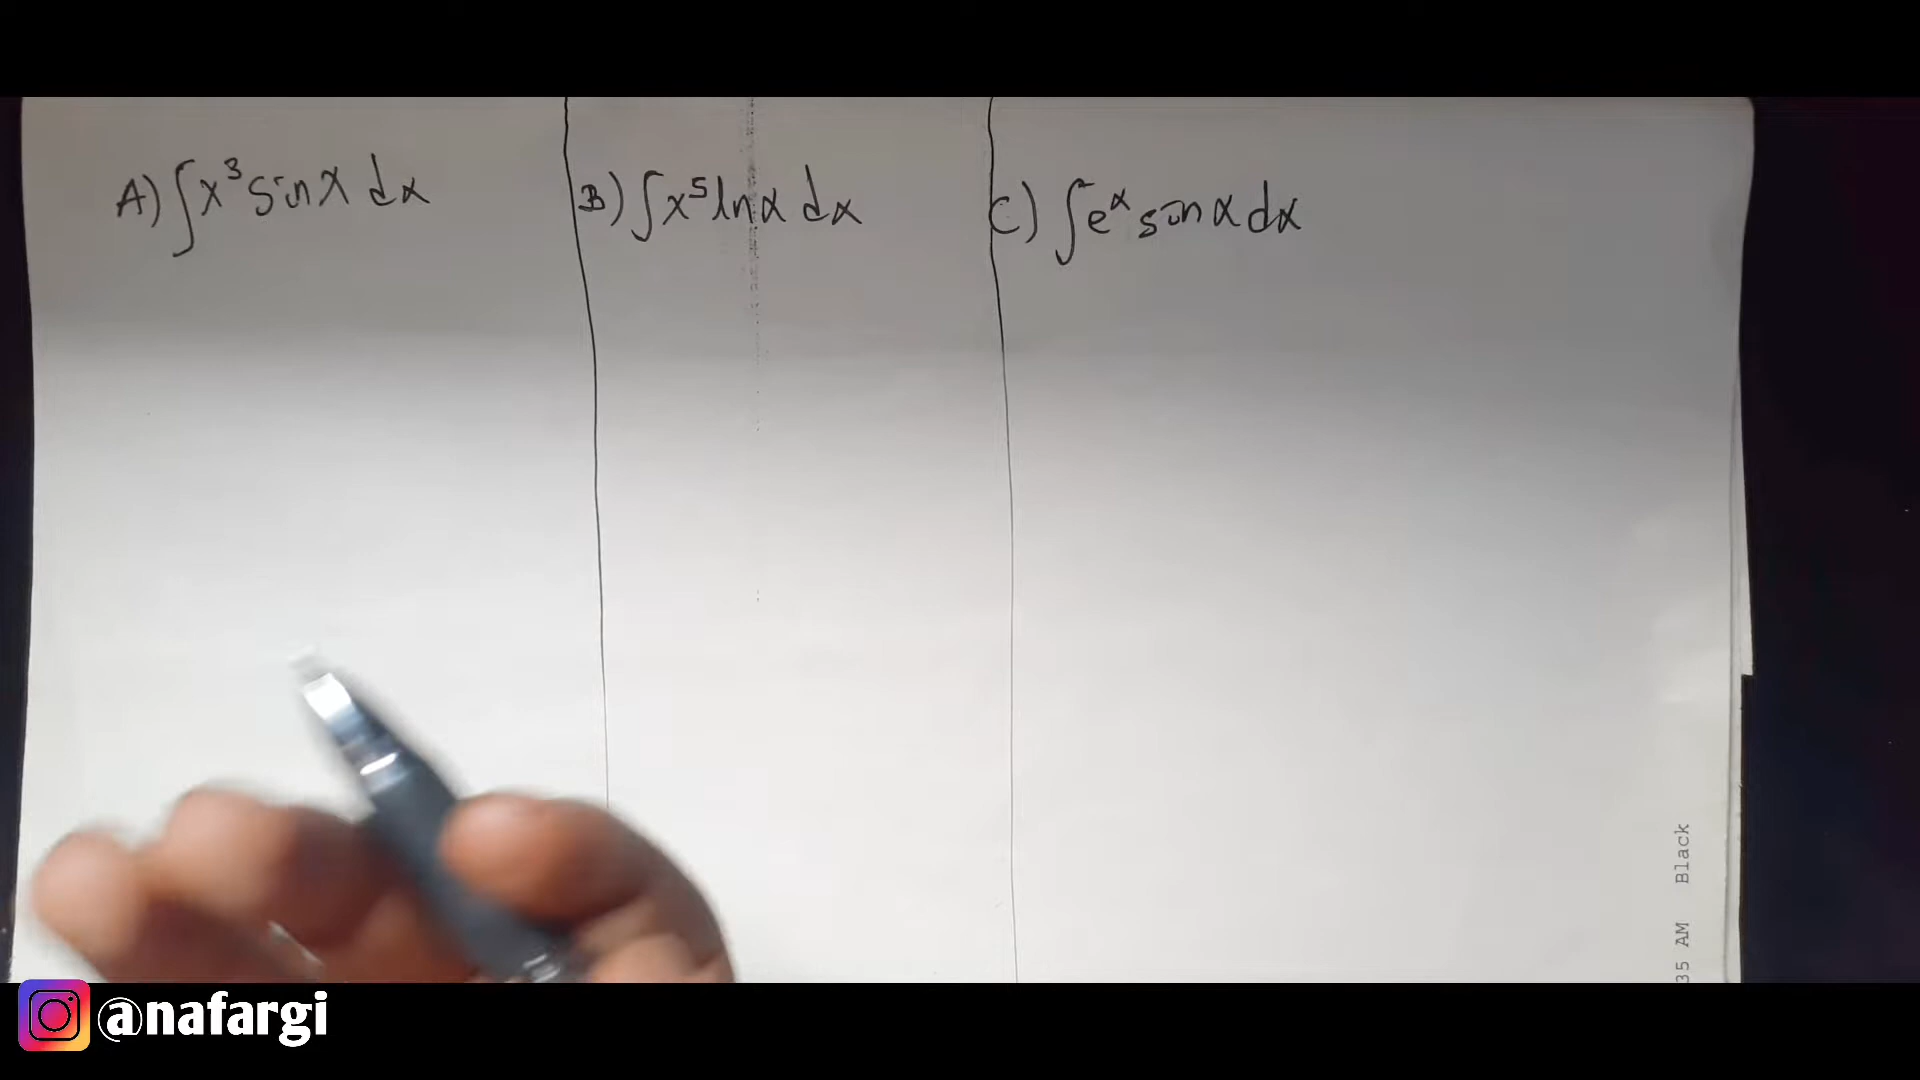 A) ∫x³ sin x dx
B) ∫x⁵ ln x dx
C) ∫eˣ sin x dx
35 AM Black
@nafargi